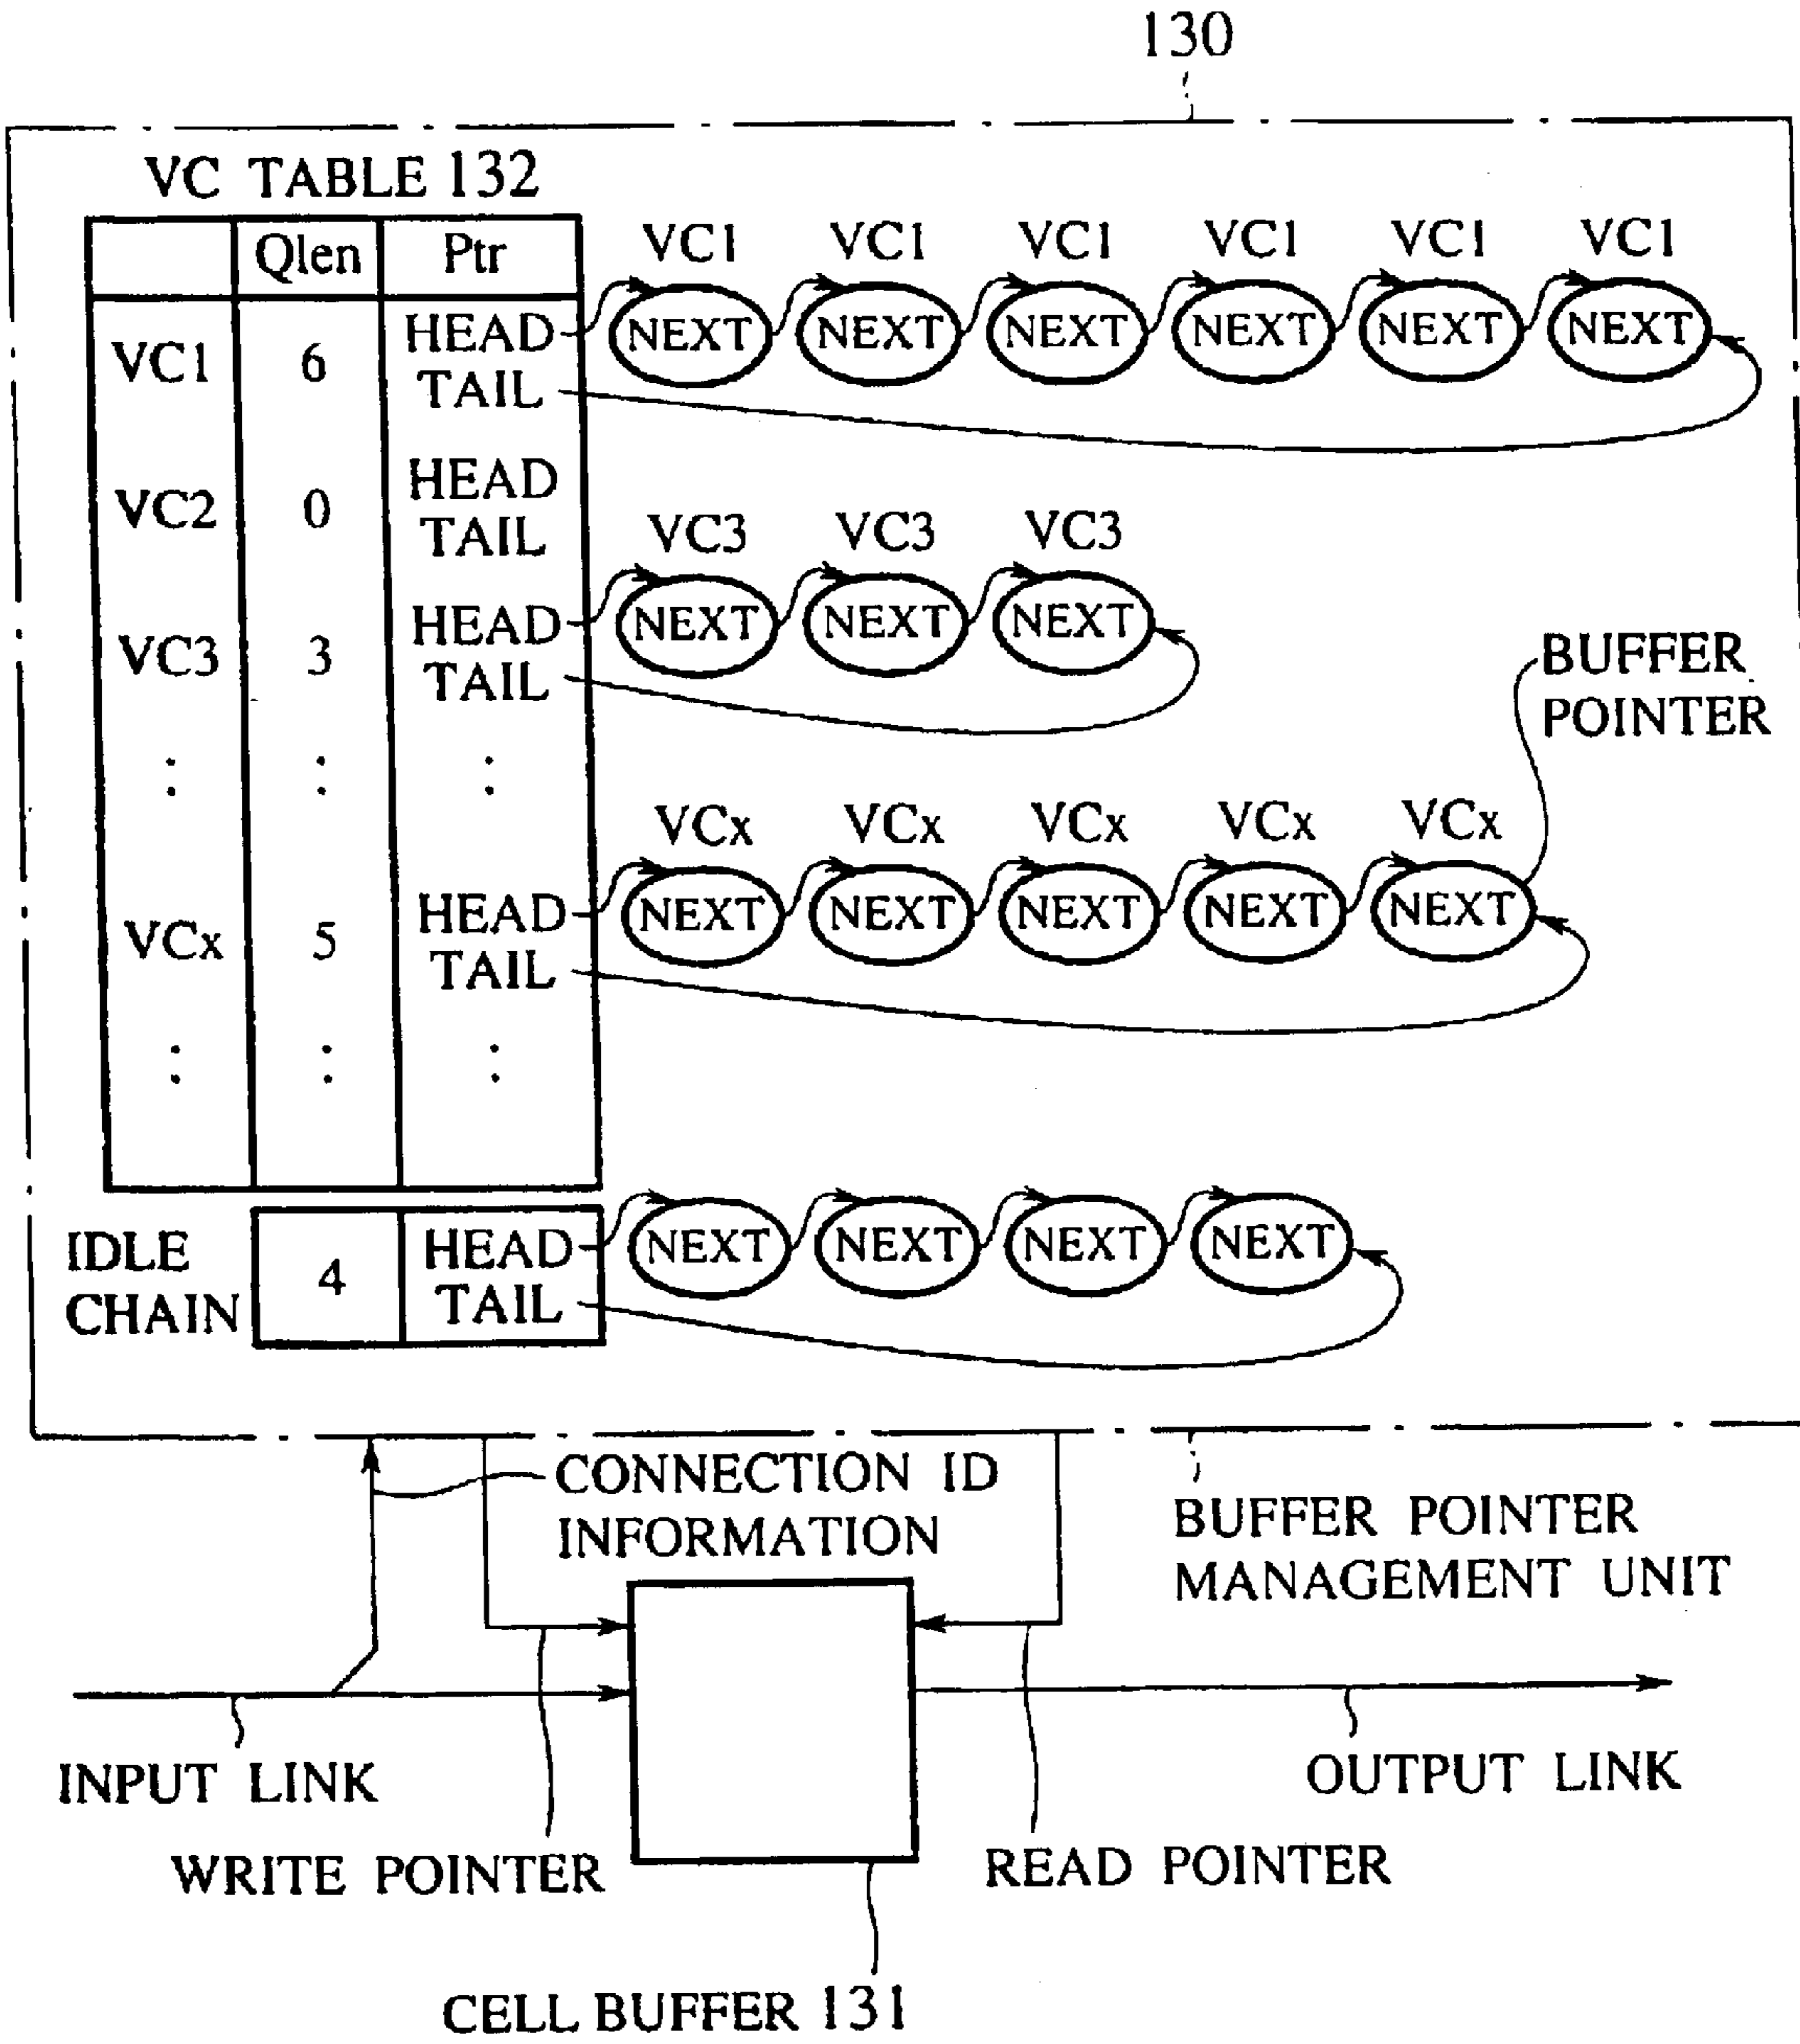 130
VC TABLE 132
Qlen Ptr
VC1 VC1 VC1 VC1 VC1 VC1
VC1 6 HEAD NEXT NEXT NEXT NEXT NEXT NEXT
TAIL
VC2 0 HEAD
TAIL
VC3 VC3 VC3
VC3 3 HEAD NEXT NEXT NEXT
TAIL
BUFFER
POINTER
: : :
VCx VCx VCx VCx VCx
VCx 5 HEAD NEXT NEXT NEXT NEXT NEXT
TAIL
: : :
IDLE
CHAIN
4 HEAD NEXT NEXT NEXT NEXT
TAIL
CONNECTION ID
INFORMATION
BUFFER POINTER
MANAGEMENT UNIT
INPUT LINK
OUTPUT LINK
WRITE POINTER
READ POINTER
CELL BUFFER 131